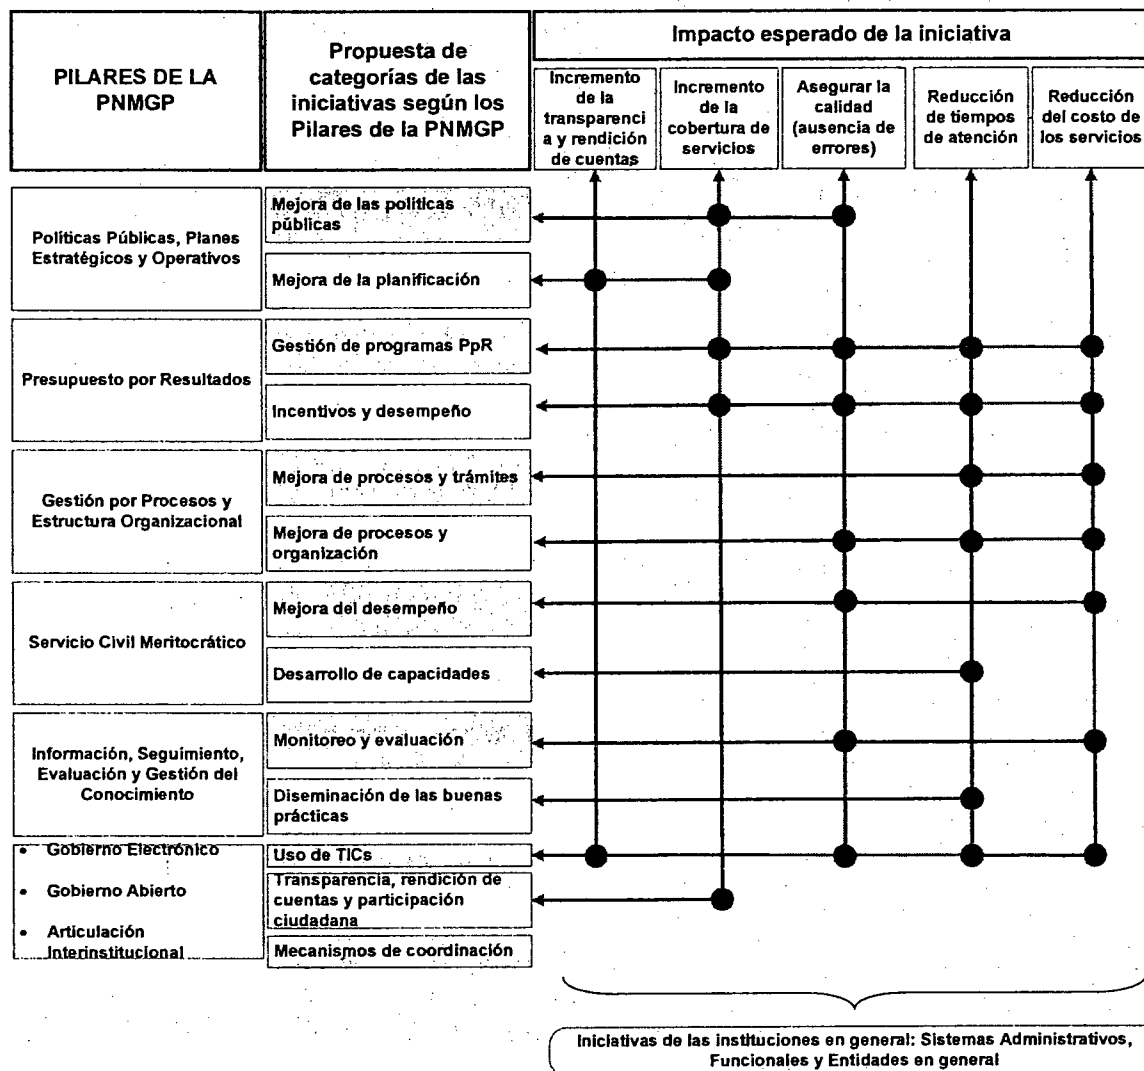 PILARES DE LA
PNMGP
Propuesta de
categorías de las
iniciativas según los
Pilares de la PNMGP
Impacto esperado de la iniciativa
Incremento
de la
transparenci
a y rendición
de cuentas
Incremento
de la
cobertura de
servicios
Asegurar la
calidad
(ausencia de
errores)
Reducción
de tiempos
de atención
Reducción
del costo de
los servicios
Políticas Públicas, Planes
Estratégicos y Operativos
Mejora de las políticas
públicas
Mejora de la planificación
Presupuesto por Resultados
Gestión de programas PpR
Incentivos y desempeño
Gestión por Procesos y
Estructura Organizacional
Mejora de procesos y trámites
Mejora de procesos y
organización
Servicio Civil Meritocrático
Mejora del desempeño
Desarrollo de capacidades
Información, Seguimiento,
Evaluación y Gestión del
Conocimiento
Monitoreo y evaluación
Diseminación de las buenas
prácticas
• Gobierno Electrónico
• Gobierno Abierto
• Articulación
Interinstitucional
Uso de TICs
Transparencia, rendición de
cuentas y participación
ciudadana
Mecanismos de coordinación
Iniciativas de las instituciones en general: Sistemas Administrativos,
Funcionales y Entidades en general